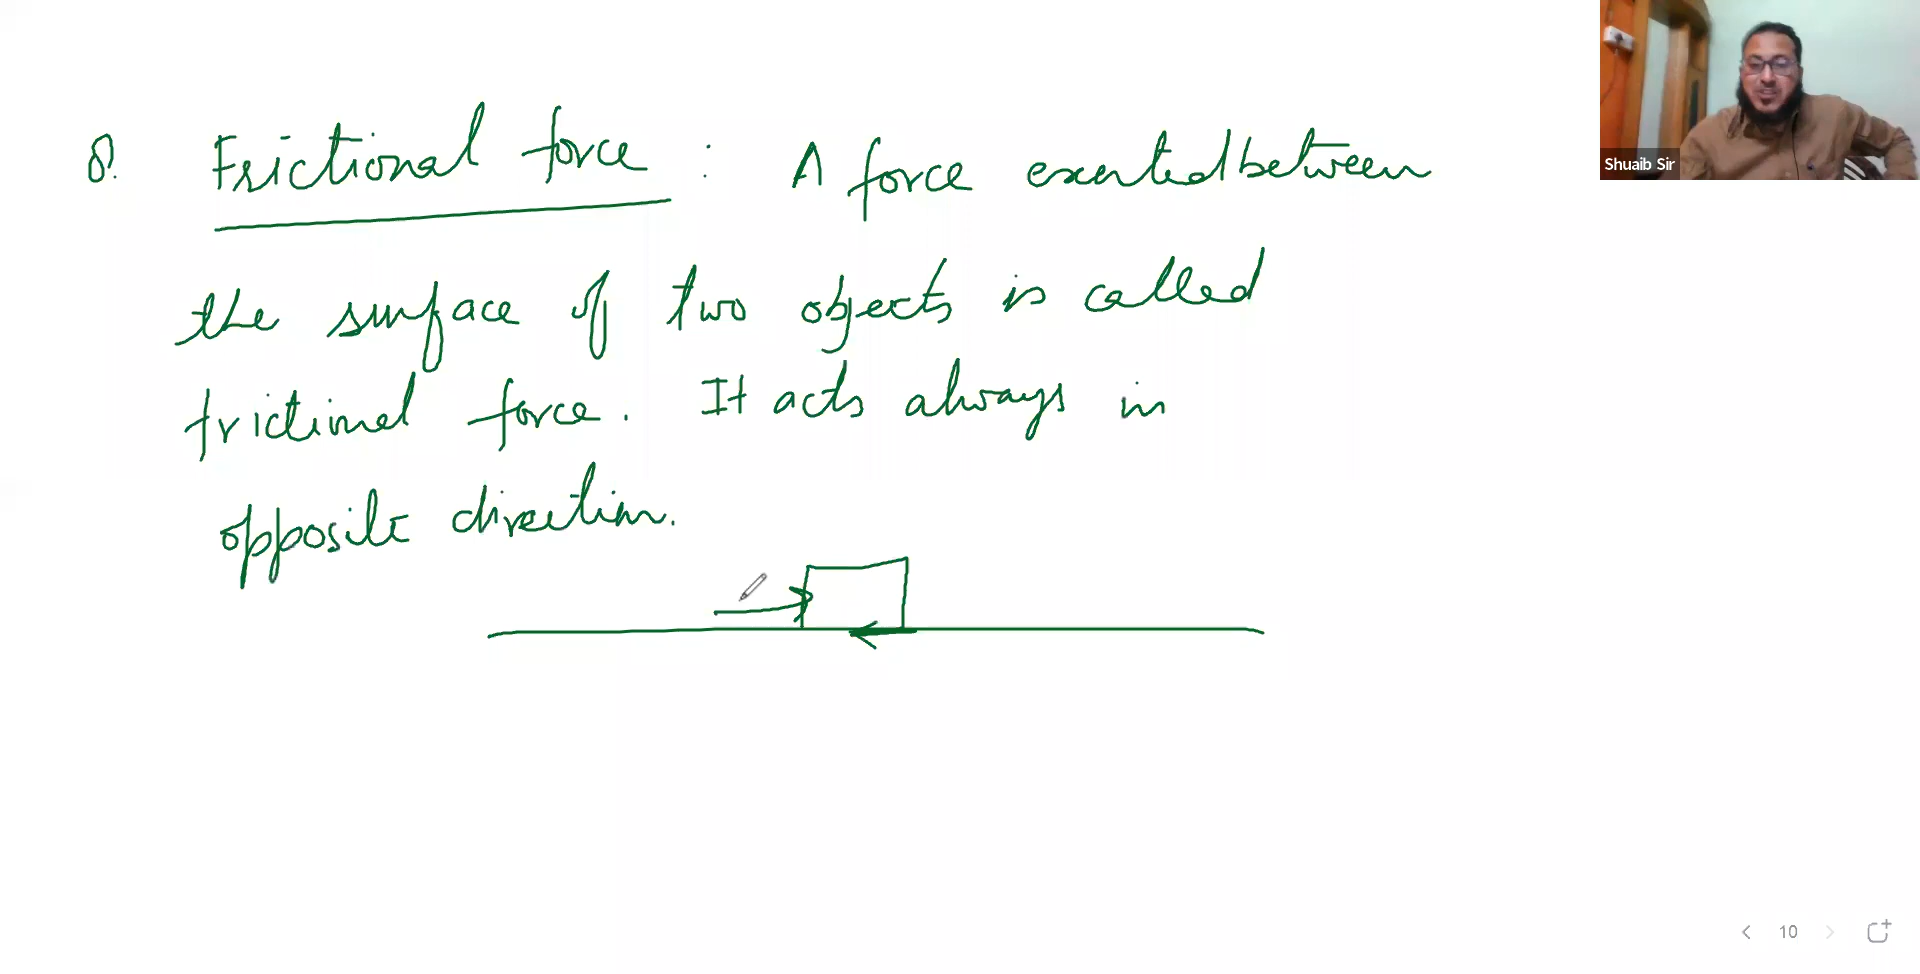 8. Frictional force : A force exerted between
the surface of two objects is called
frictional force. It acts always in
opposite direction.
Shuaib Sir
10